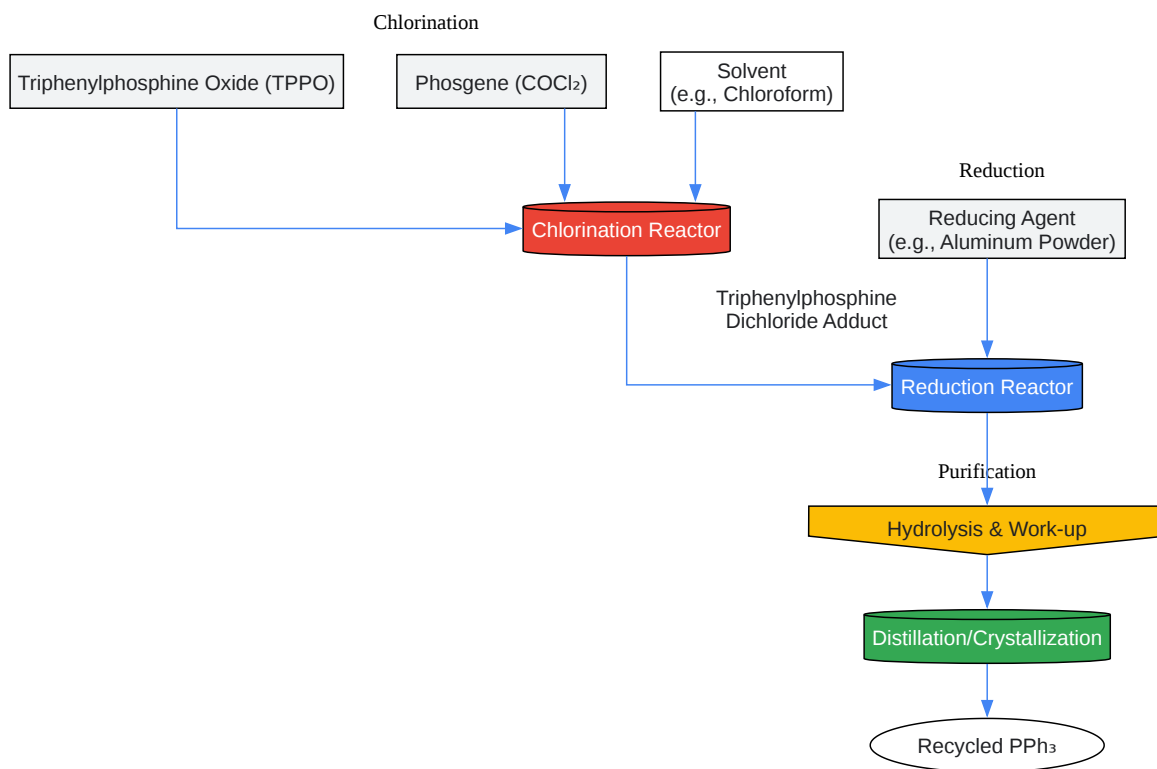 Chlorination
Triphenylphosphine Oxide (TPPO)
Phosgene (COCl₂)
Solvent
(e.g., Chloroform)
Reduction
Chlorination Reactor
Reducing Agent
(e.g., Aluminum Powder)
Triphenylphosphine
Dichloride Adduct
Reduction Reactor
Purification
Hydrolysis & Work-up
Distillation/Crystallization
Recycled PPh₃